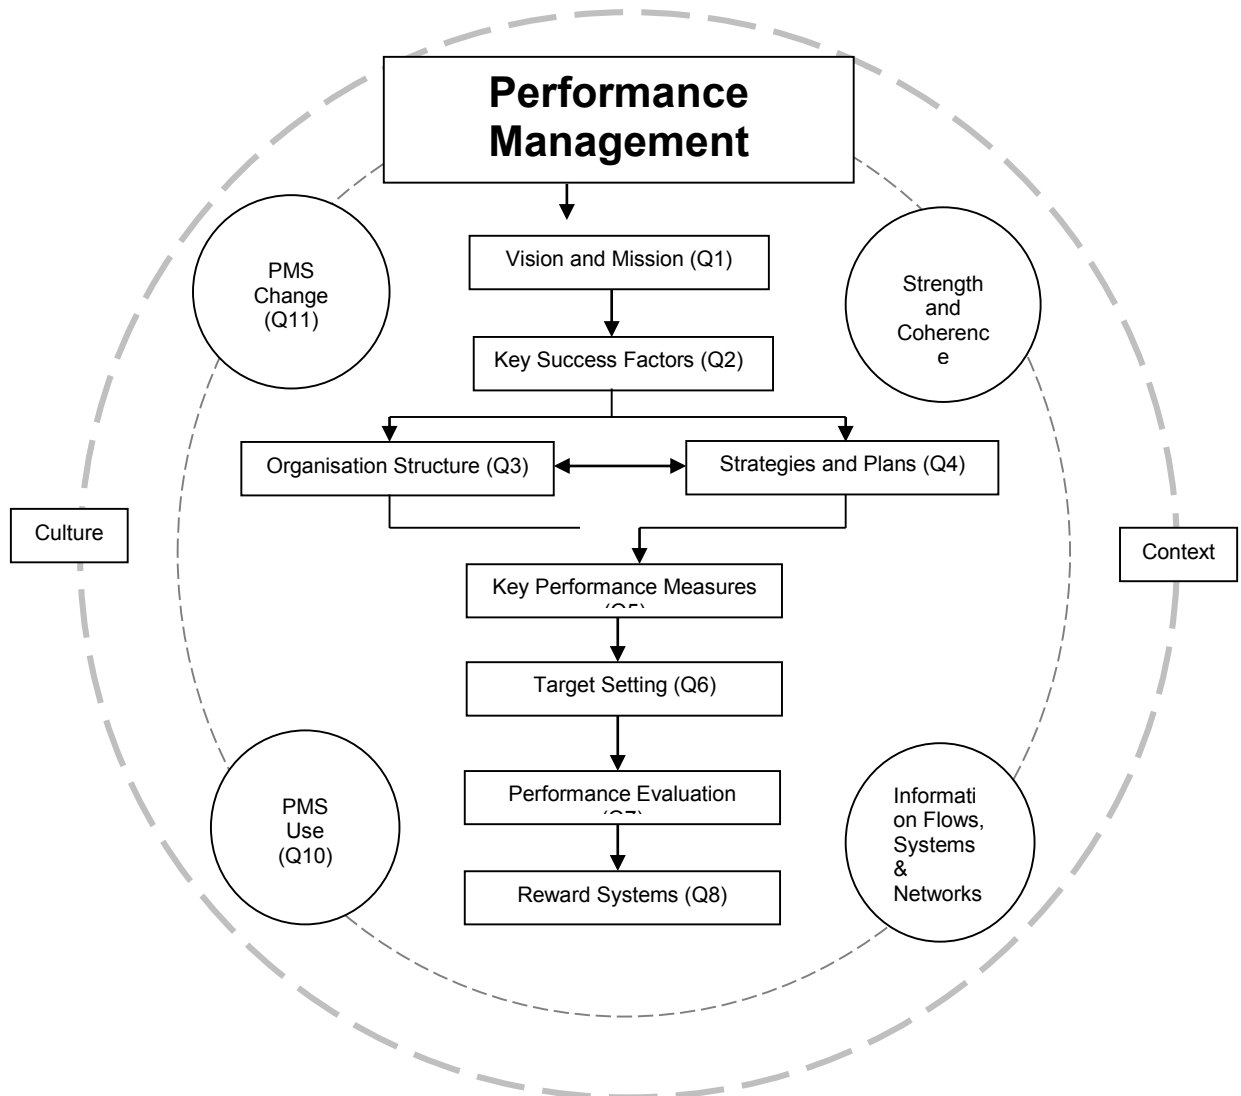 Performance
Management
Vision and Mission (Q1)
PMS
Change
(Q11)
Strength
and
Coherenc
e
Key Success Factors (Q2)
Organisation Structure (Q3)
Strategies and Plans (Q4)
Culture
Context
Key Performance Measures
Target Setting (Q6)
PMS
Use
(Q10)
Performance Evaluation
Informati
on Flows,
Systems
&
Networks
Reward Systems (Q8)